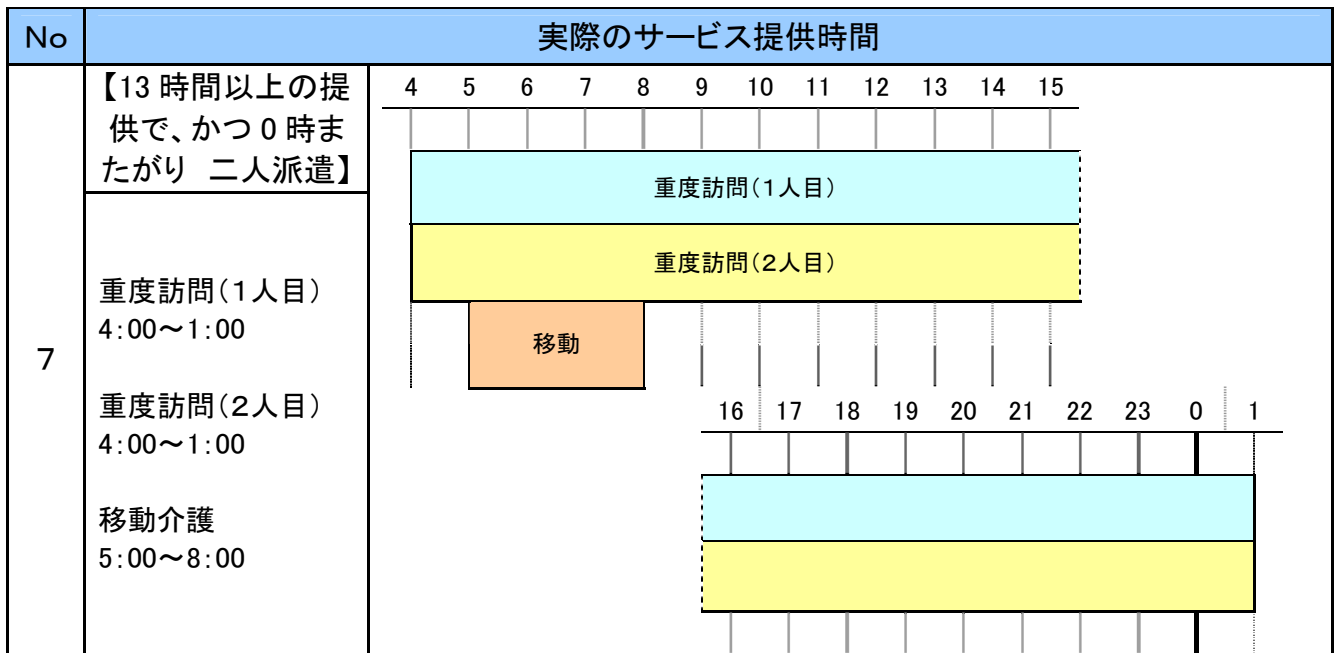 No
実際のサービス提供時間
7
【13 時間以上の提
供で、かつ 0 時ま
たがり 二人派遣】
重度訪問(1人目)
4:00～1:00
重度訪問(2人目)
4:00～1:00
移動介護
5:00～8:00
4 5 6 7 8 9 10 11 12 13 14 15
重度訪問(1人目)
重度訪問(2人目)
移動
16 17 18 19 20 21 22 23 0 1